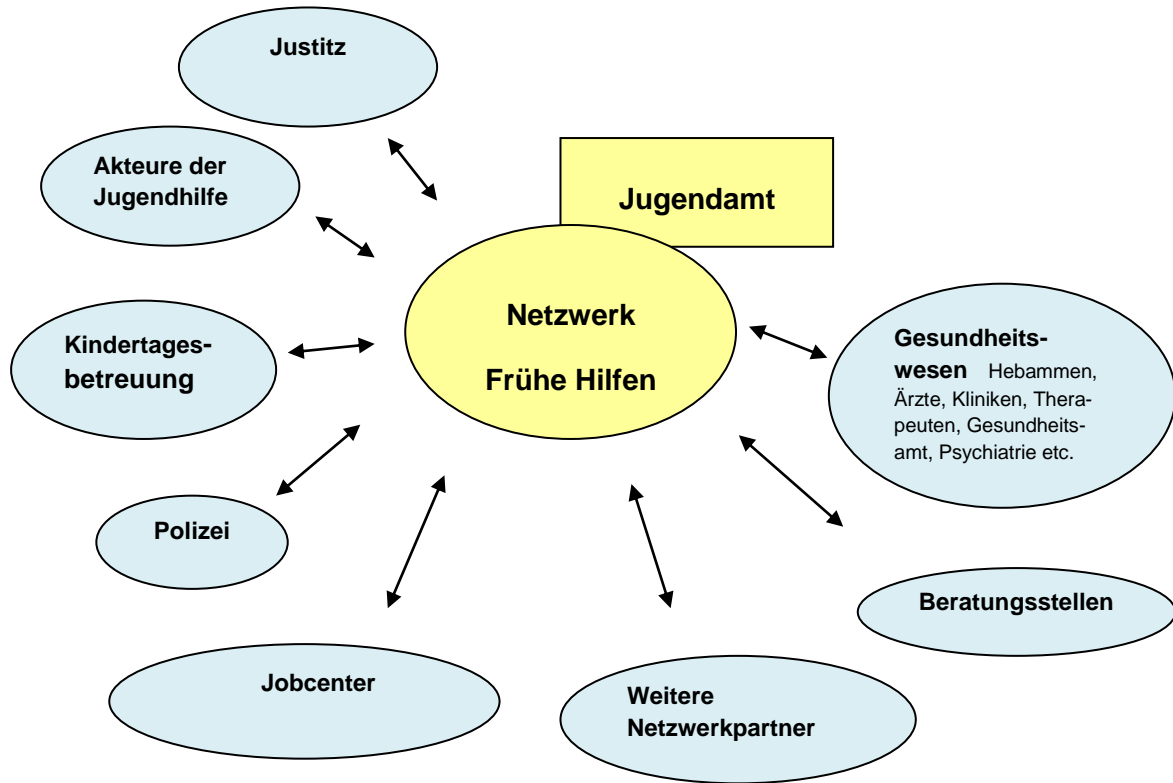 Justitz
Akteure der
Jugendhilfe
Jugendamt
Netzwerk
Frühe Hilfen
Kindertages-
betreuung
Gesundheits-
wesen Hebammen,
Ärzte, Kliniken, Thera-
peuten, Gesundheits-
amt, Psychiatrie etc.
Polizei
Beratungsstellen
Jobcenter
Weitere
Netzwerkpartner